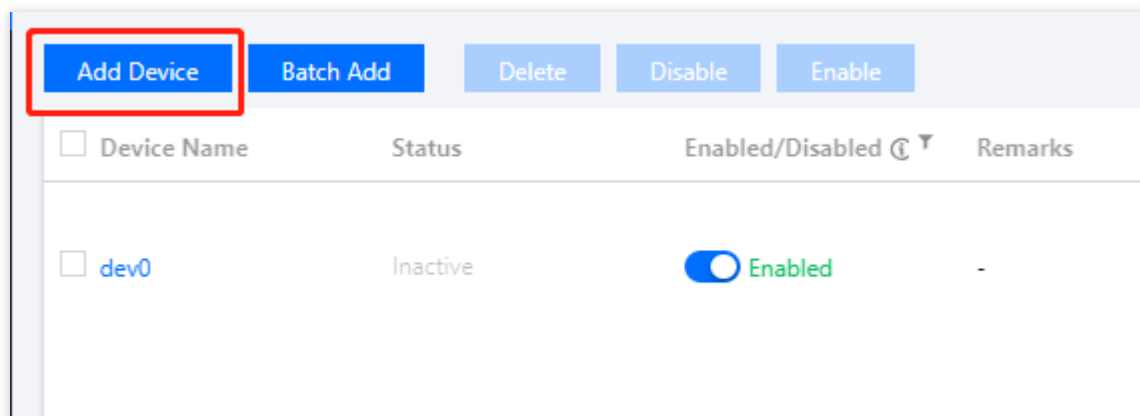 Add Device Batch Add Delete Disable Enable
Device Name Status Enabled/Disabled Remarks
dev0 Inactive Enabled -